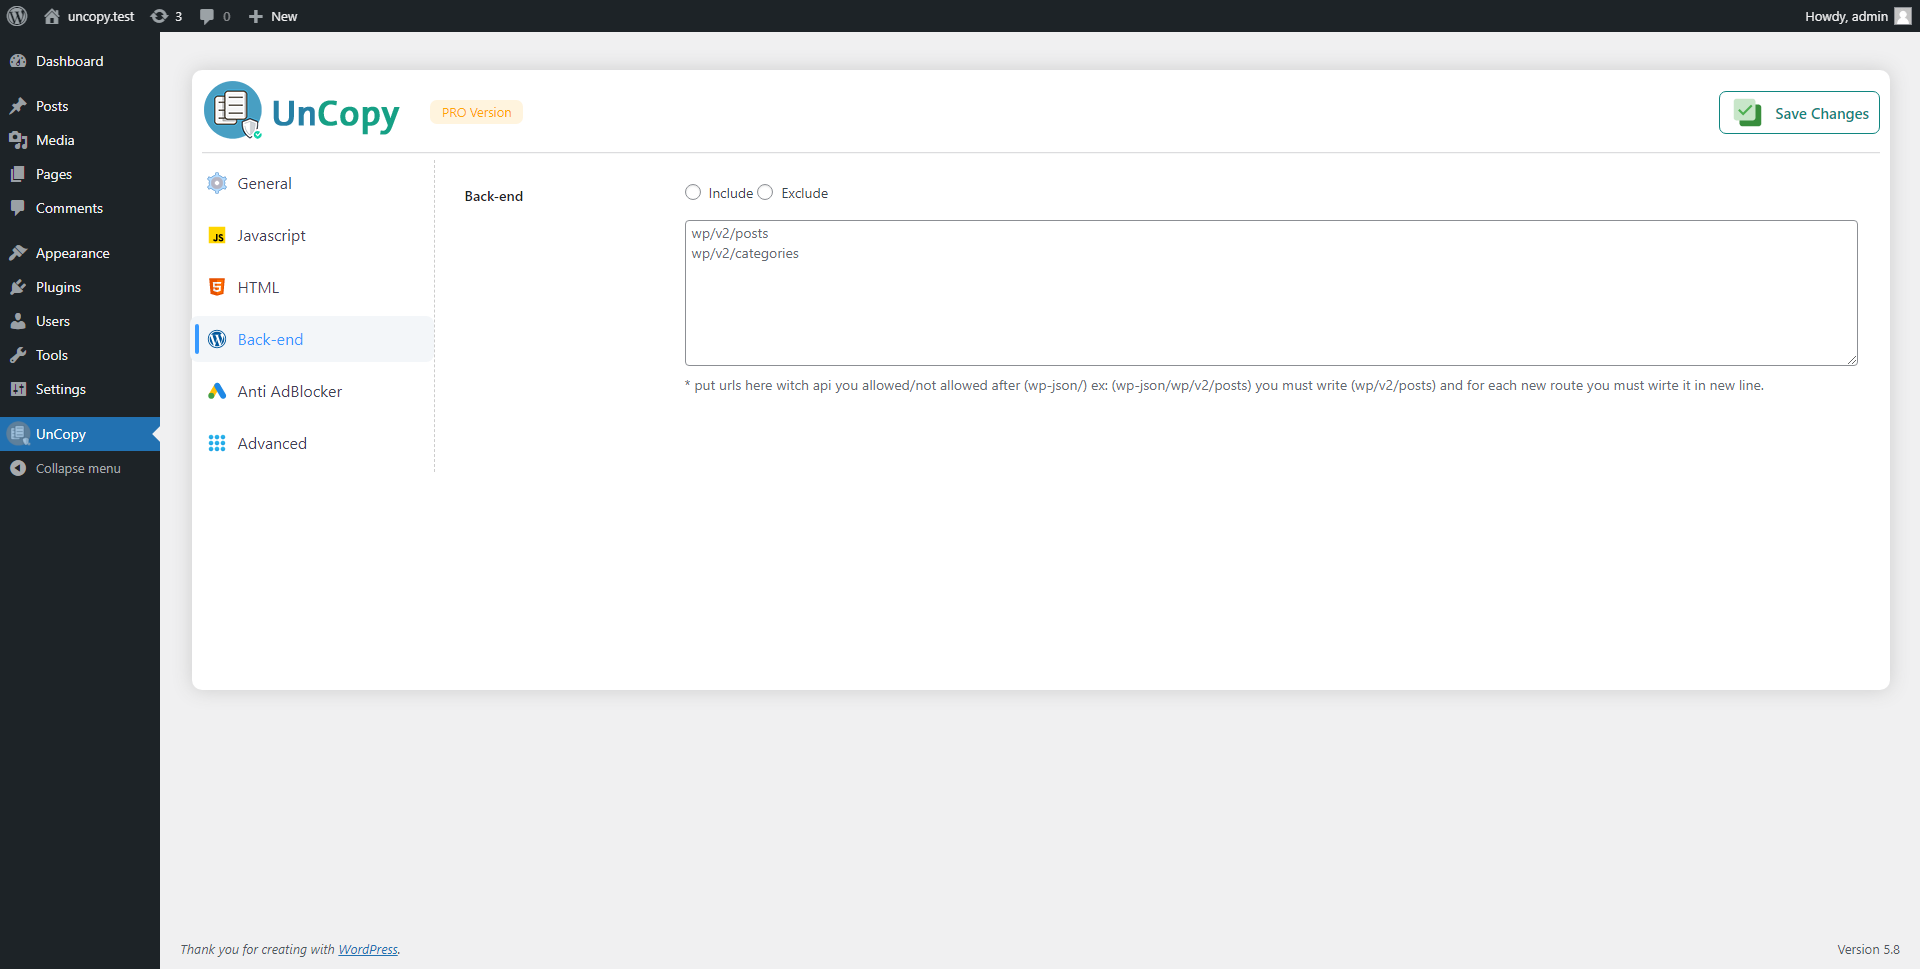 uncopy.test 3 0 New Howdy, admin
Dashboard
Posts
Media
Pages
Comments
Appearance
Plugins
Users
Tools
Settings
UnCopy
Collapse menu
UnCopy PRO Version Save Changes
General
JS Javascript
5 HTML
Back-end
Anti AdBlocker
Advanced
Back-end Include Exclude
wp/v2/posts
wp/v2/categories
* put urls here witch api you allowed/not allowed after (wp-json/) ex: (wp-json/wp/v2/posts) you must write (wp/v2/posts) and for each new route you must wirte it in new line.
Thank you for creating with WordPress. Version 5.8